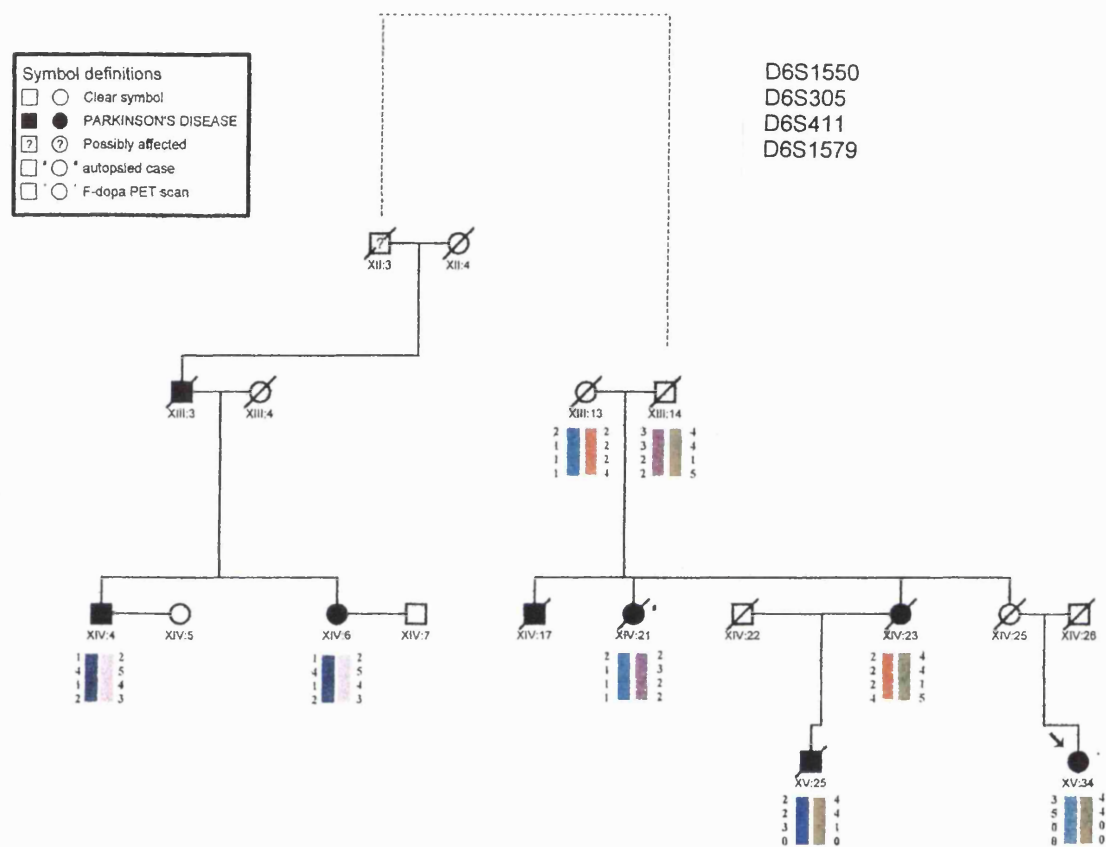 Symbol definitions
Clear symbol
PARKINSON'S DISEASE
? ? Possibly affected
autopsied case
F-dopa PET scan
D6S1550
D6S305
D6S411
D6S1579
?
XII:3 XII:4
XIII:3 XIII:4 XIII:13 XIII:14
2 2 3 4
1 2 3 4
1 2 2 1
1 4 2 5
XIV:4 XIV:5 XIV:6 XIV:7 XIV:17 XIV:21 XIV:22 XIV:23 XIV:25 XIV:26
1 2 1 2 2 2 4
4 5 4 5 1 3 2 4
1 4 1 4 1 2 2 1
2 3 2 3 1 2 4 5
XV:25 XV:34
2 4 3 4
2 4 5 4
3 1 0 0
0 0 0